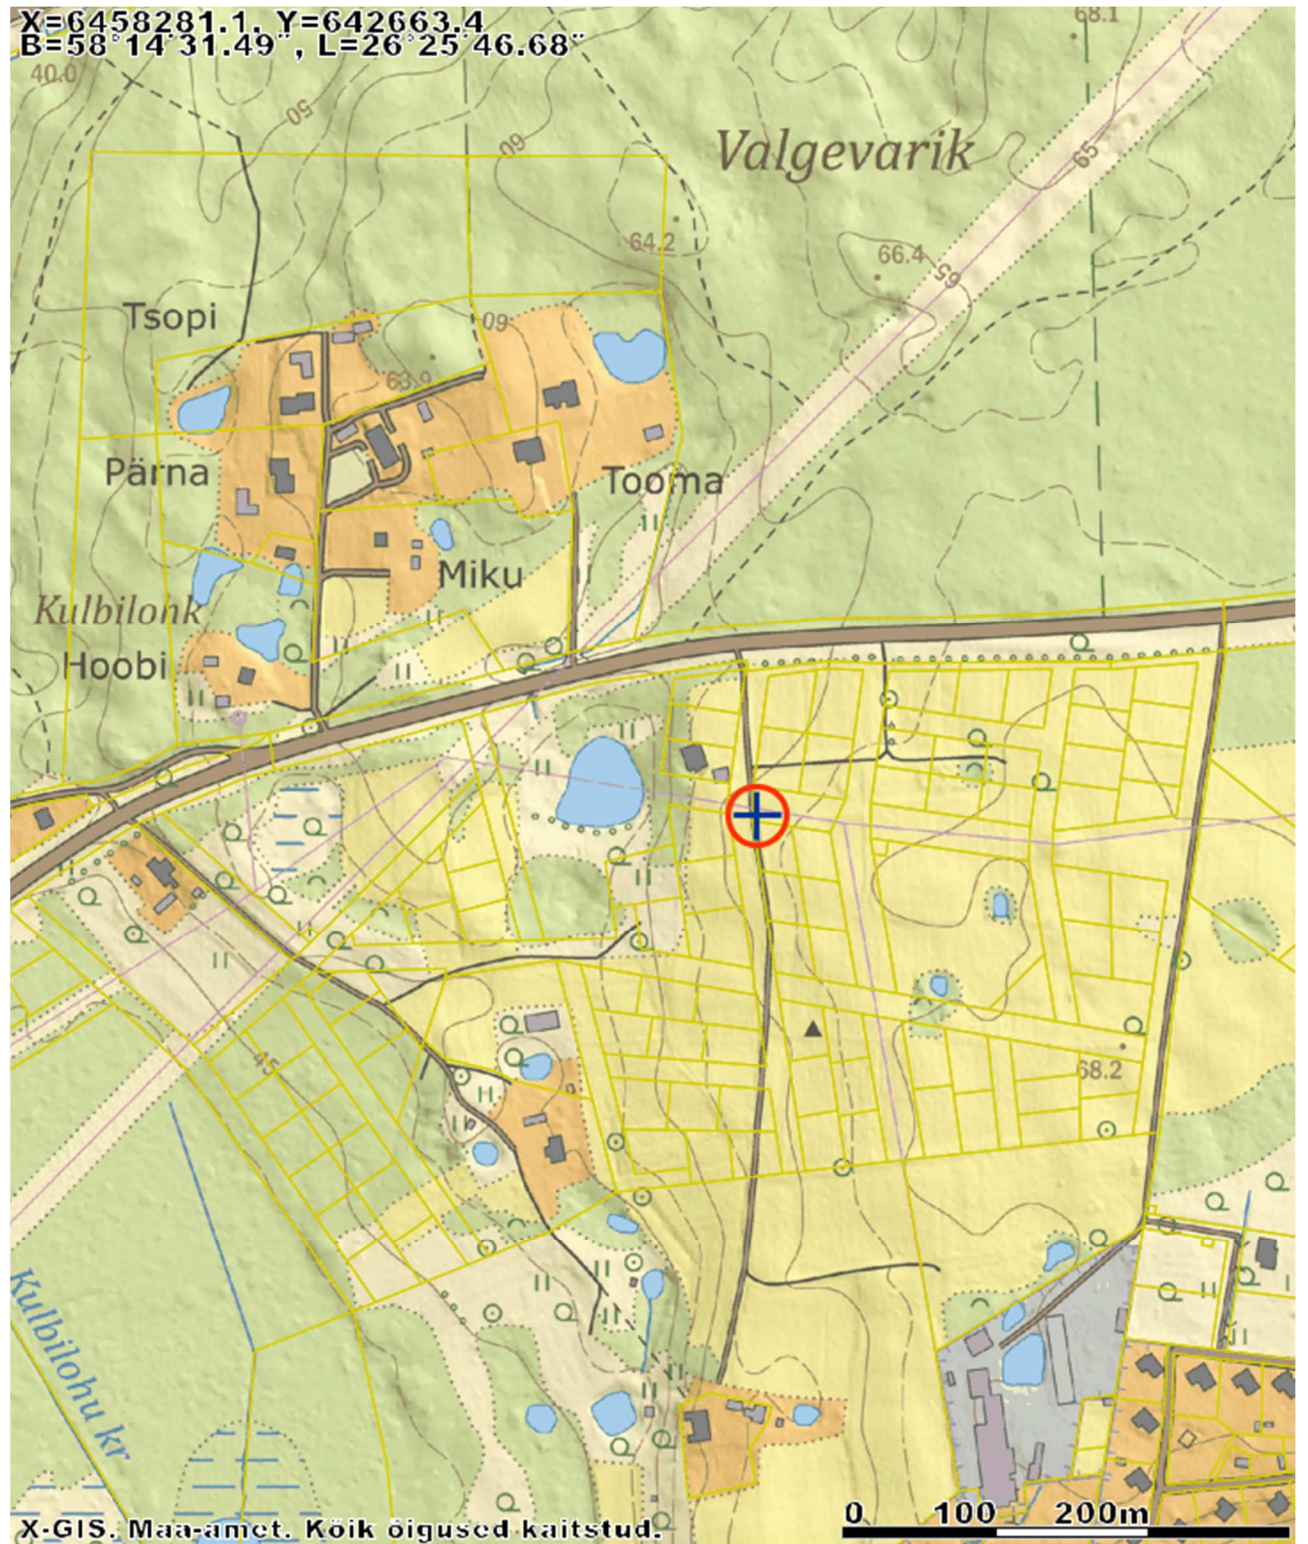 X=6458281.1, Y=642663.4
B=58°14'31.49", L=26°25'46.68"
68.1
40.0
50
60
Valgevarik
65
64.2
66.4
65
Tsopi
60
63.9
Pärna
Tooma
Miku
Kulbilohk
Hoobi
45
68.2
Kulbilohu kr
0 100 200m
X-GIS. Maa-amet. Kõik õigused kaitstud.